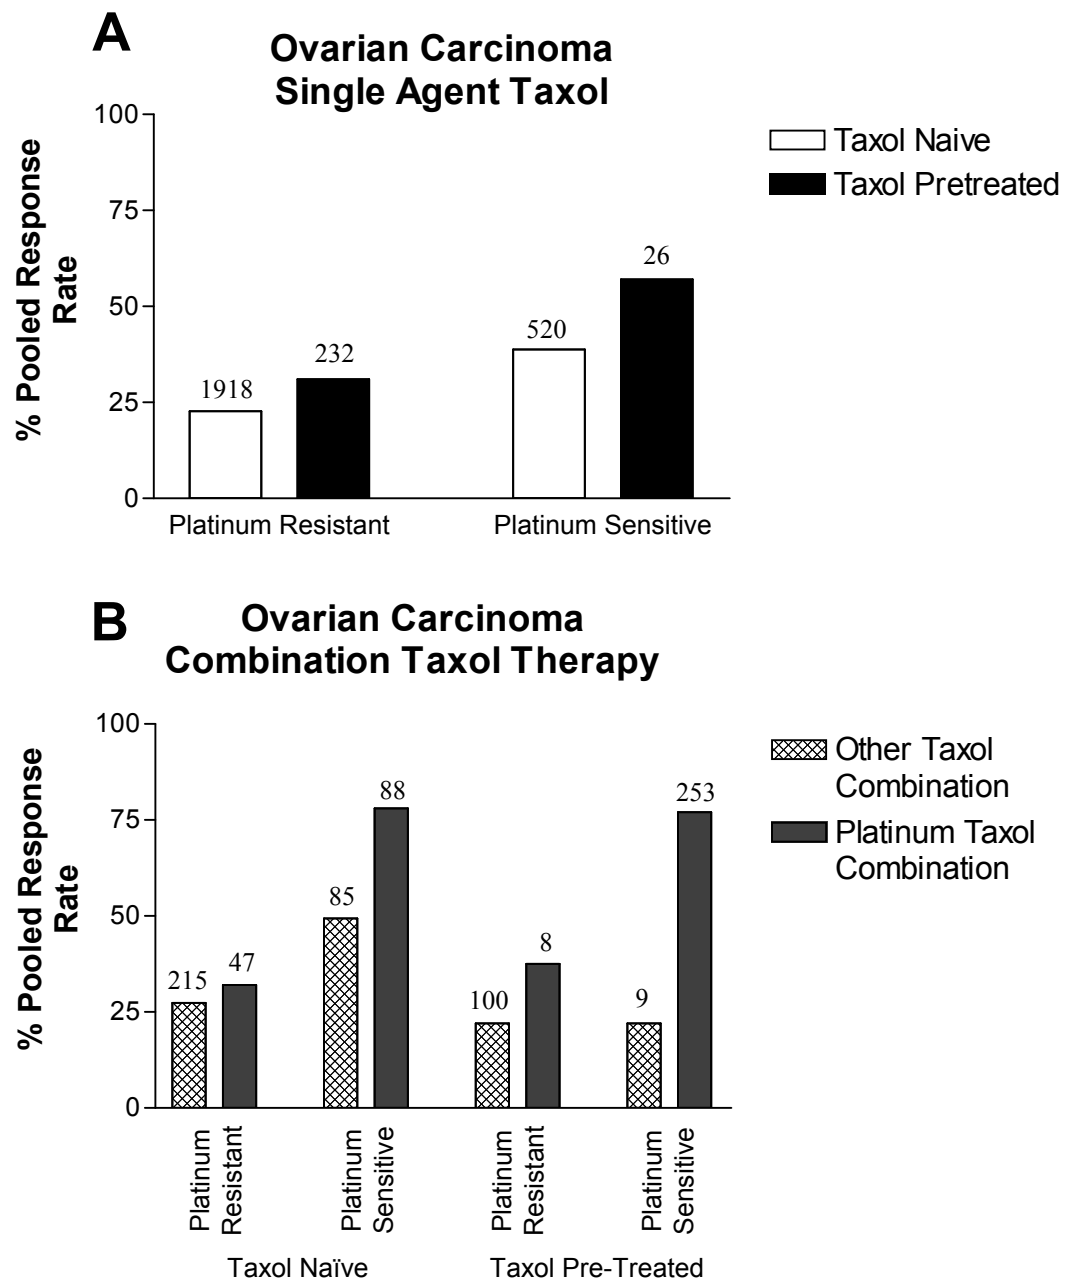 A
Ovarian Carcinoma
Single Agent Taxol
% Pooled Response
Rate
100
75
50
25
0
1918
232
520
26
Platinum Resistant
Platinum Sensitive
Taxol Naive
Taxol Pretreated
B
Ovarian Carcinoma
Combination Taxol Therapy
% Pooled Response
Rate
100
75
50
25
0
215
47
85
88
100
8
9
253
Platinum
Resistant
Platinum
Sensitive
Platinum
Resistant
Platinum
Sensitive
Taxol Naïve
Taxol Pre-Treated
Other Taxol
Combination
Platinum Taxol
Combination